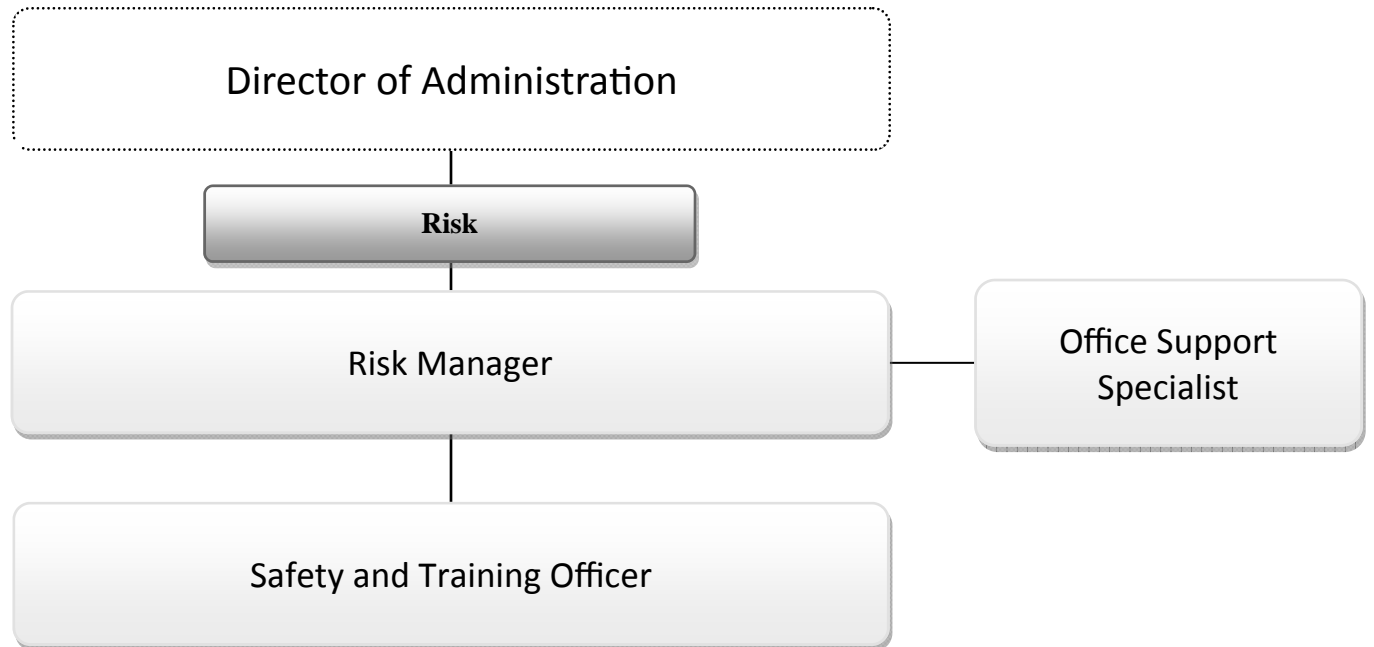 Director of Administration
Risk
Risk Manager
Office Support
Specialist
Safety and Training Officer